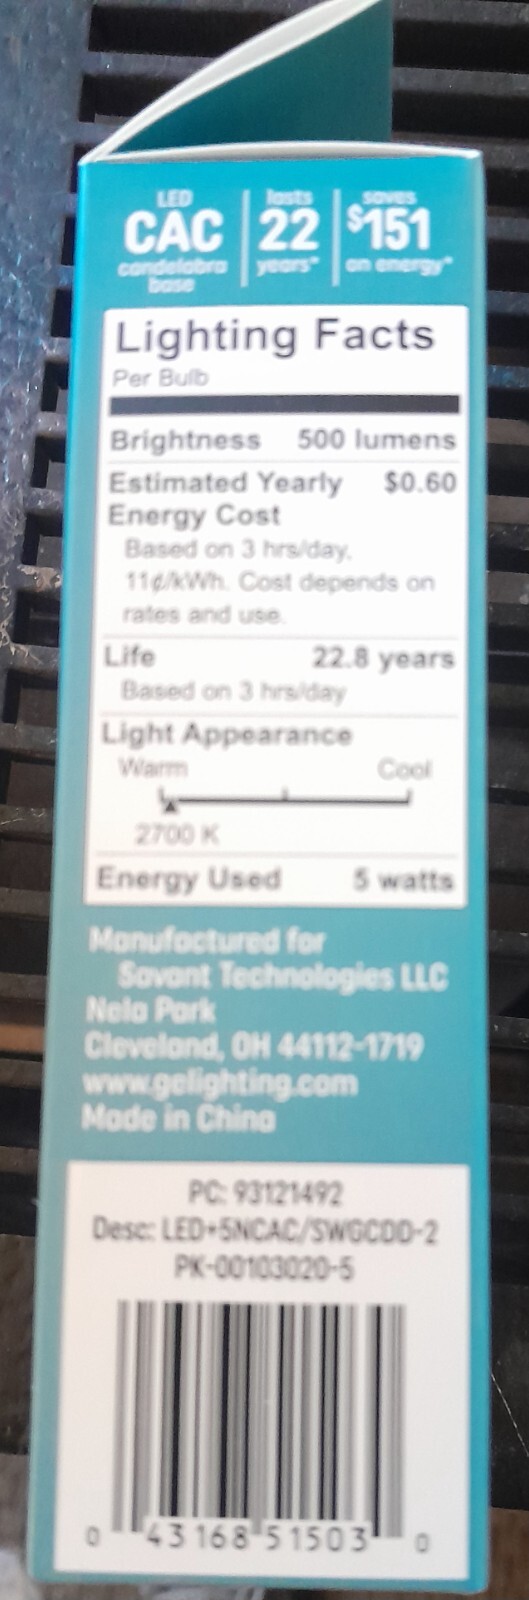 LED
CAC
candelabra
base
lasts
22
years*
saves
$151
on energy*
Lighting Facts
Per Bulb
Brightness 500 lumens
Estimated Yearly $0.60
Energy Cost
Based on 3 hrs/day,
11¢/kWh. Cost depends on
rates and use.
Life 22.8 years
Based on 3 hrs/day
Light Appearance
Warm Cool
2700 K
Energy Used 5 watts
Manufactured for
Savant Technologies LLC
Nela Park
Cleveland, OH 44112-1719
www.gelighting.com
Made in China
PC: 93121492
Desc: LED+5NCAC/SWGCDD-2
PK-00103020-5
0 43168 51503 0